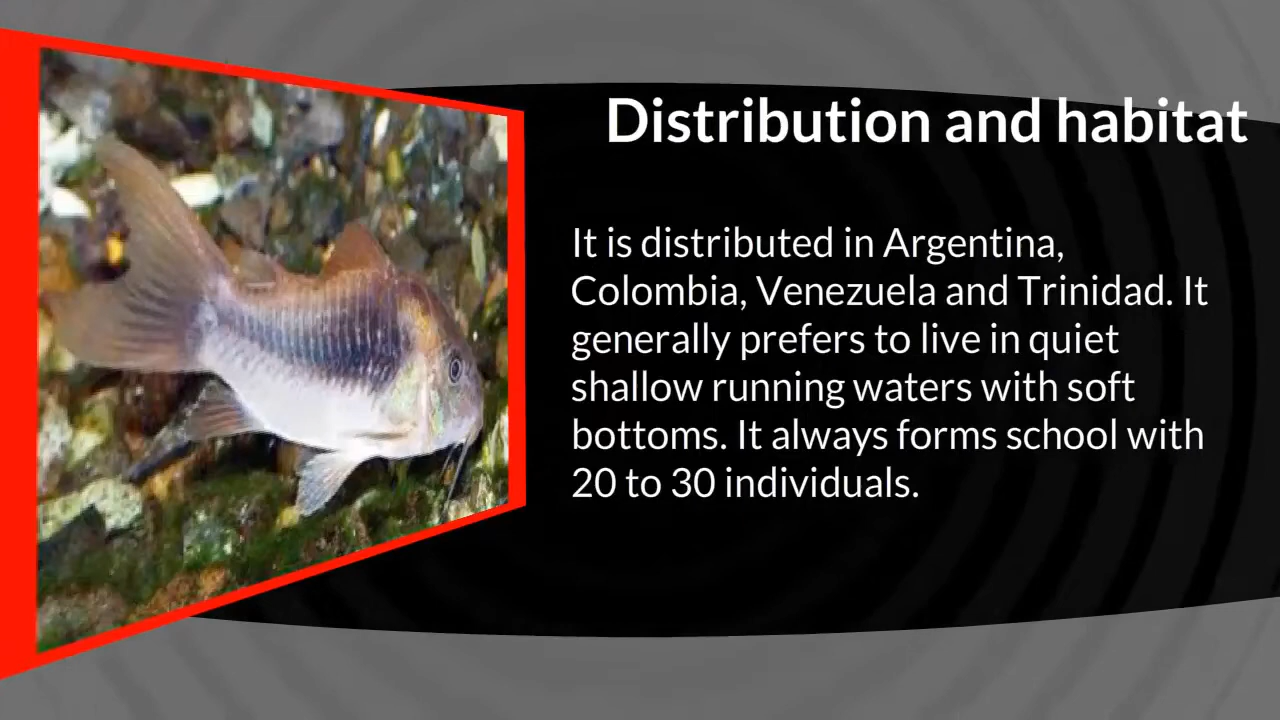 Distribution and habitat
It is distributed in Argentina,
Colombia, Venezuela and Trinidad. It
generally prefers to live in quiet
shallow running waters with soft
bottoms. It always forms school with
20 to 30 individuals.